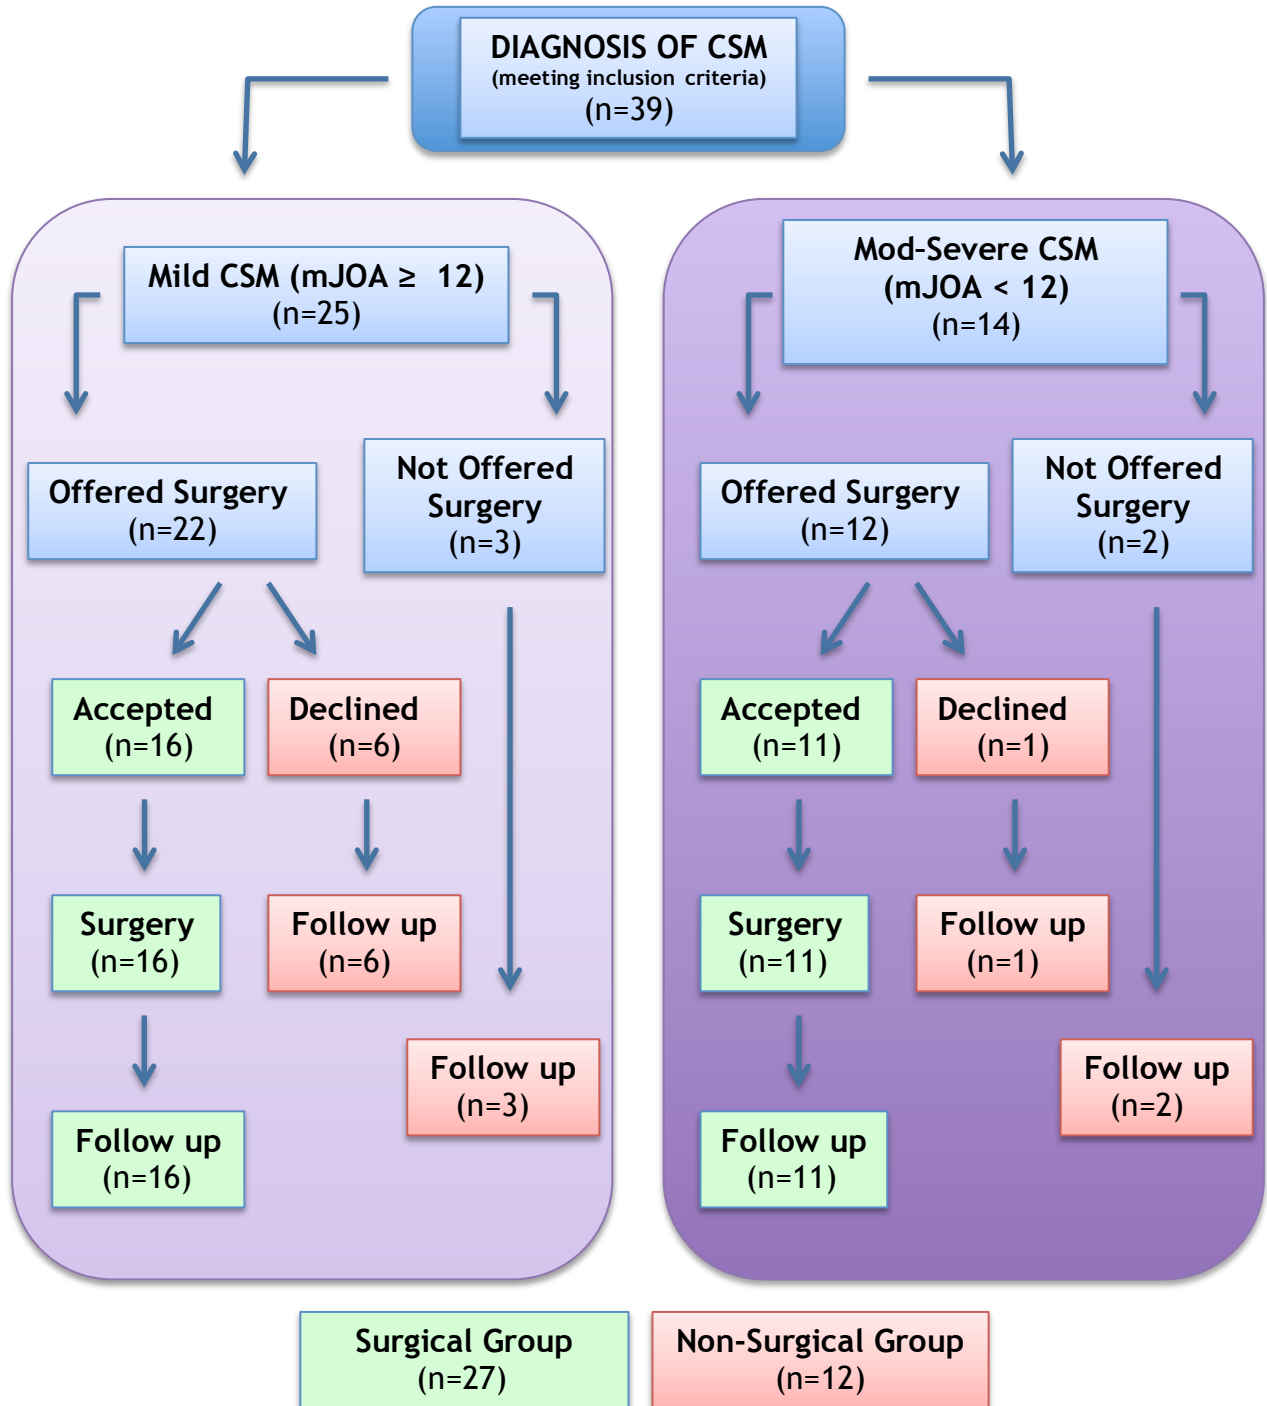 DIAGNOSIS OF CSM
(meeting inclusion criteria)
(n=39)
Mild CSM (mJOA ≥ 12)
(n=25)
Offered Surgery
(n=22)
Not Offered
Surgery
(n=3)
Accepted
(n=16)
Declined
(n=6)
Surgery
(n=16)
Follow up
(n=6)
Follow up
(n=3)
Follow up
(n=16)
Mod-Severe CSM
(mJOA < 12)
(n=14)
Offered Surgery
(n=12)
Not Offered
Surgery
(n=2)
Accepted
(n=11)
Declined
(n=1)
Surgery
(n=11)
Follow up
(n=1)
Follow up
(n=2)
Follow up
(n=11)
Surgical Group
(n=27)
Non-Surgical Group
(n=12)